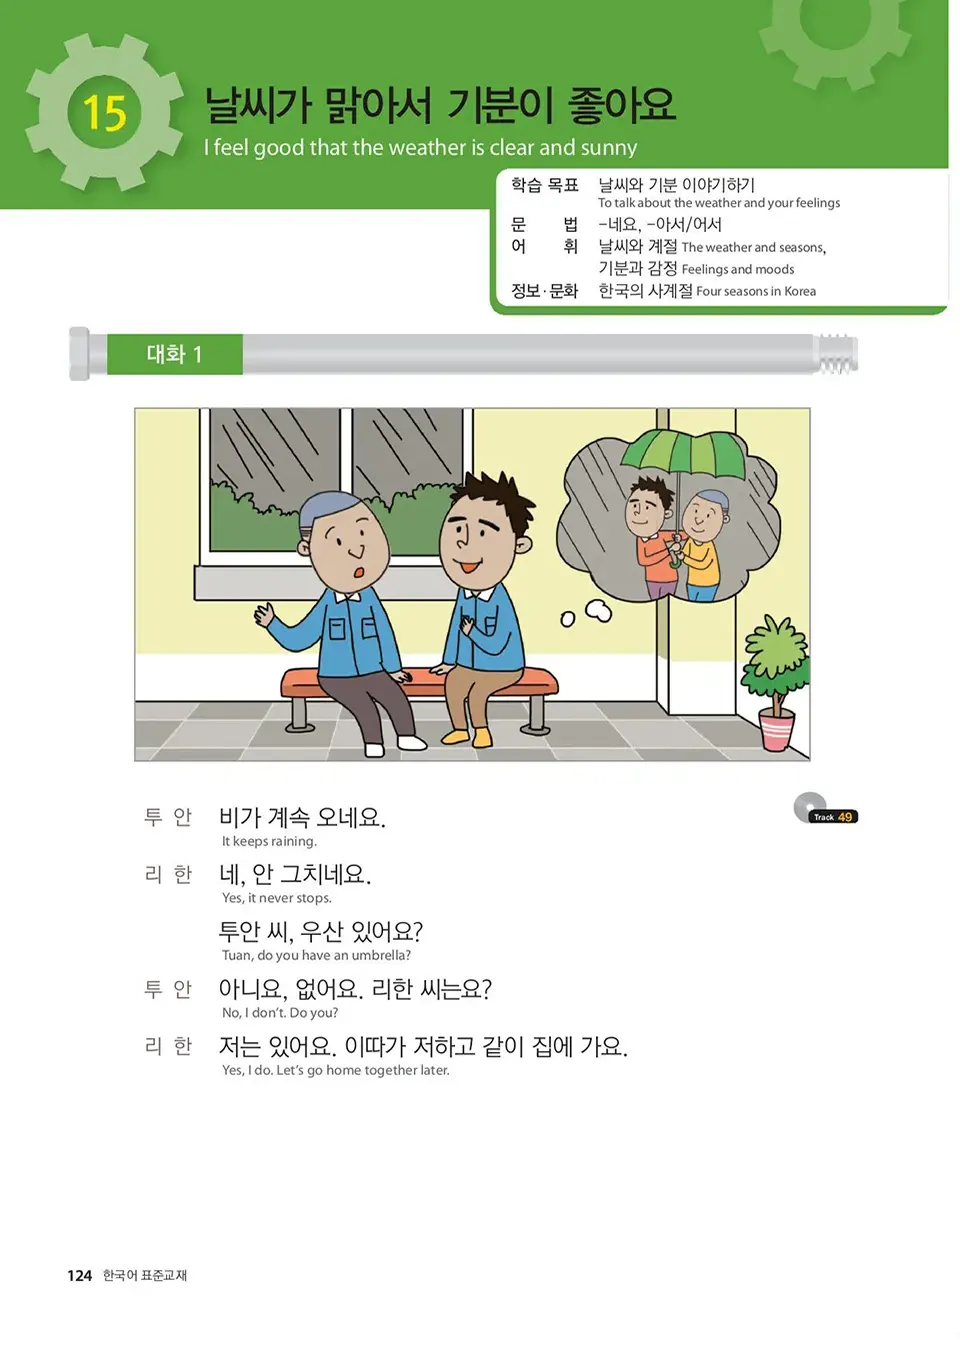 15
날씨가 맑아서 기분이 좋아요
I feel good that the weather is clear and sunny
학습 목표 날씨와 기분 이야기하기
To talk about the weather and your feelings
문 법 -네요, -아서/어서
어 휘 날씨와 계절 The weather and seasons,
기분과 감정 Feelings and moods
정보·문화 한국의 사계절 Four seasons in Korea
대화 1
투 안 비가 계속 오네요.
It keeps raining.
Track 49
리 한 네, 안 그치네요.
Yes, it never stops.
투안 씨, 우산 있어요?
Tuan, do you have an umbrella?
투 안 아니요, 없어요. 리한 씨는요?
No, I don't. Do you?
리 한 저는 있어요. 이따가 저하고 같이 집에 가요.
Yes, I do. Let's go home together later.
124 한국어 표준교재